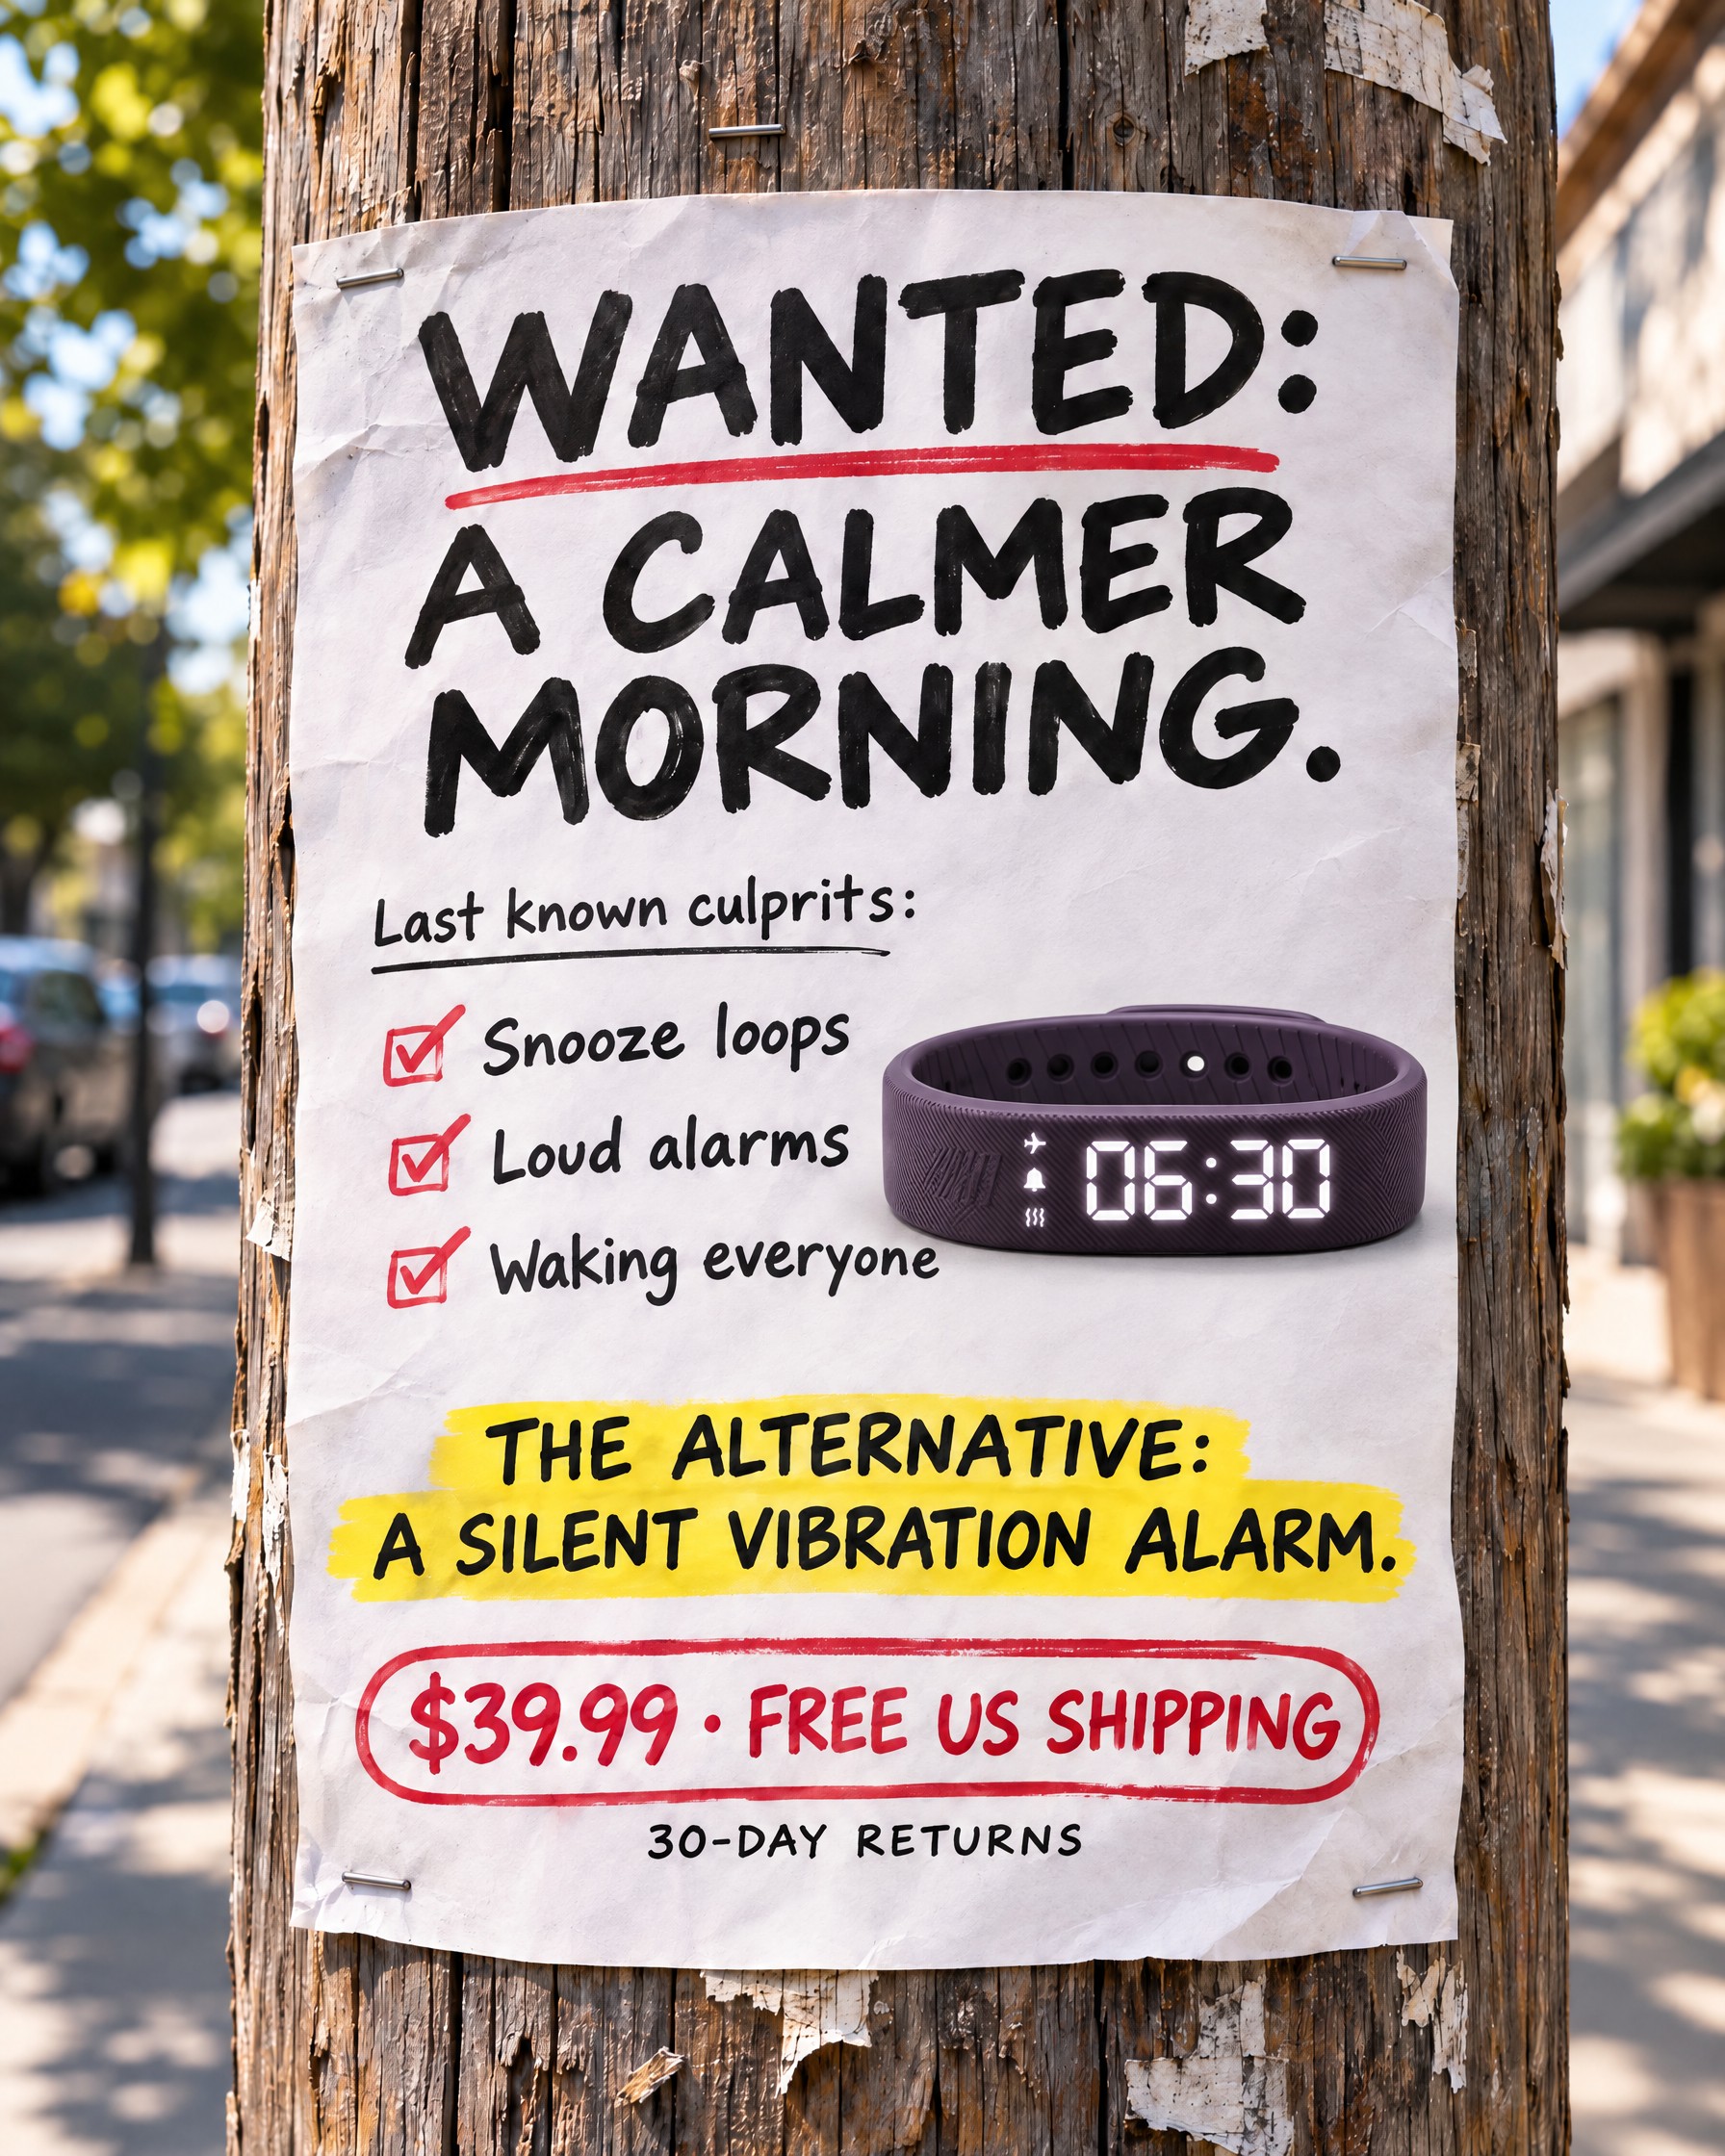 WANTED:
A CALMER
MORNING.
Last known culprits:
Snooze loops
Loud alarms
Waking everyone
06:30
THE ALTERNATIVE:
A SILENT VIBRATION ALARM.
$39.99 · FREE US SHIPPING
30-DAY RETURNS